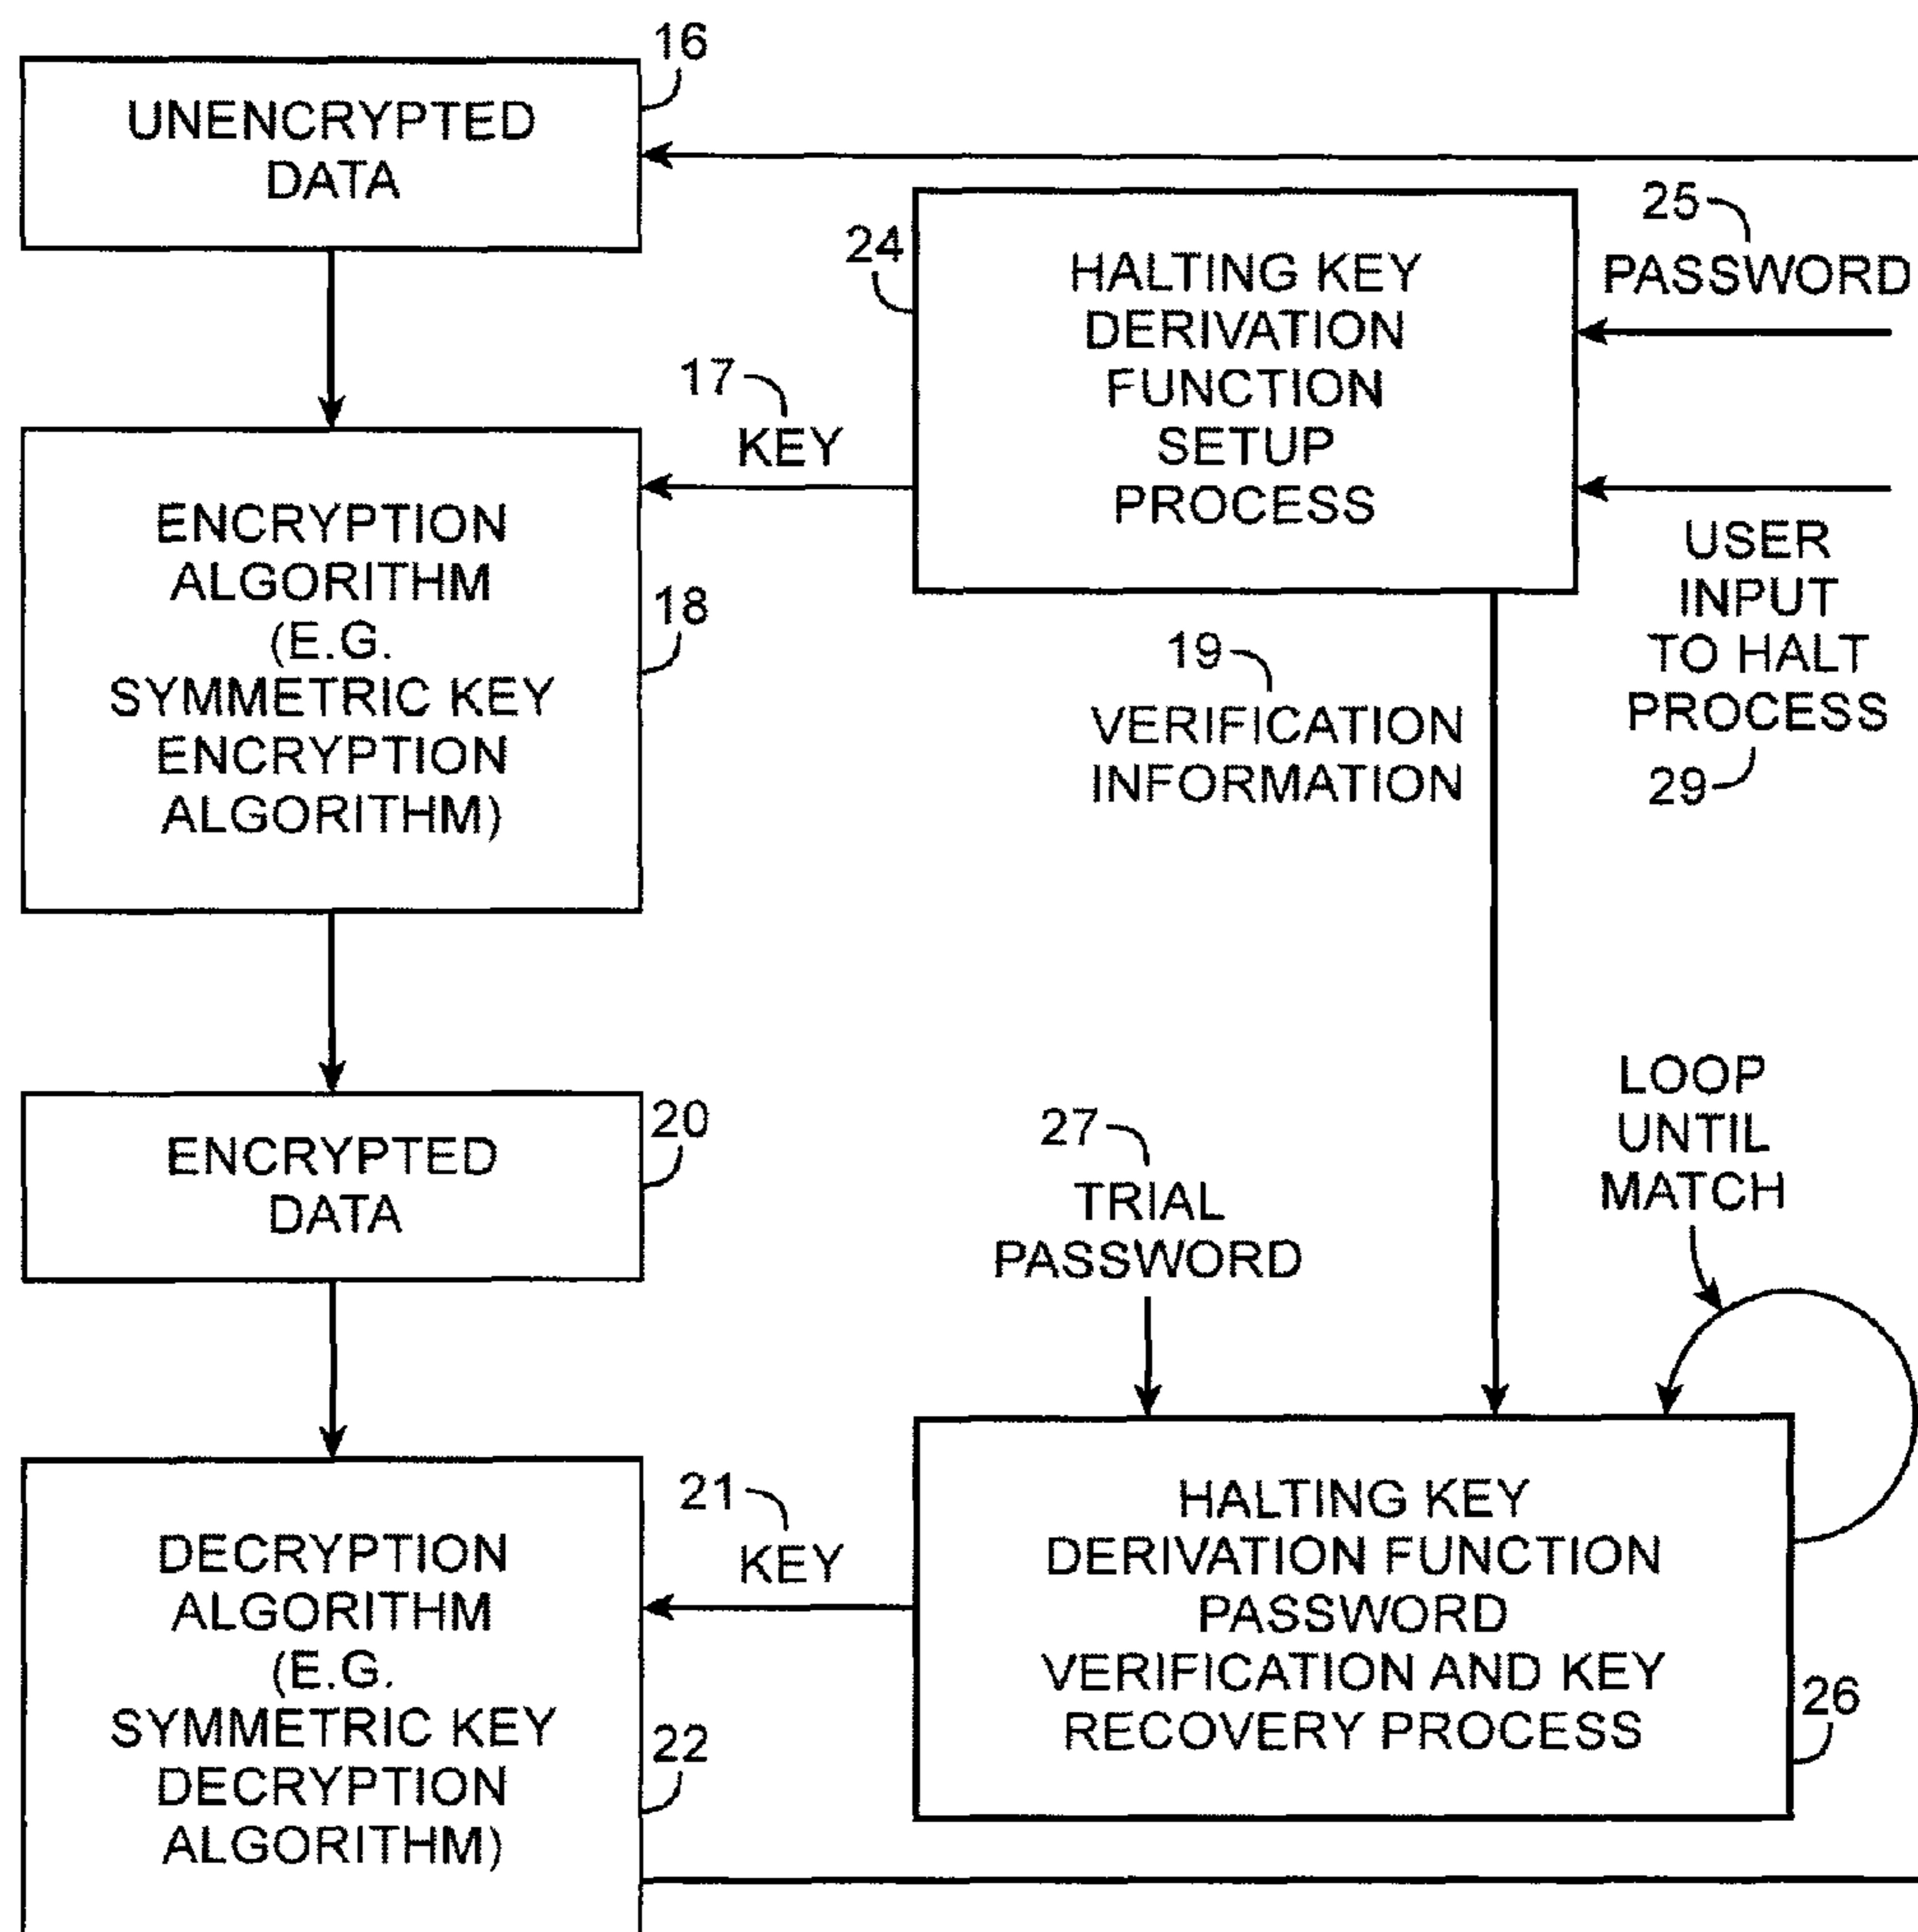 16
UNENCRYPTED
DATA
25
PASSWORD
24
HALTING KEY
DERIVATION
FUNCTION
SETUP
PROCESS
17
KEY
USER
INPUT
TO HALT
PROCESS
29
ENCRYPTION
ALGORITHM
(E.G.
SYMMETRIC KEY
ENCRYPTION
ALGORITHM)
18
19
VERIFICATION
INFORMATION
20
ENCRYPTED
DATA
27
TRIAL
PASSWORD
LOOP
UNTIL
MATCH
21
KEY
DECRYPTION
ALGORITHM
(E.G.
SYMMETRIC KEY
DECRYPTION
ALGORITHM)
22
HALTING KEY
DERIVATION FUNCTION
PASSWORD
VERIFICATION AND KEY
RECOVERY PROCESS
26